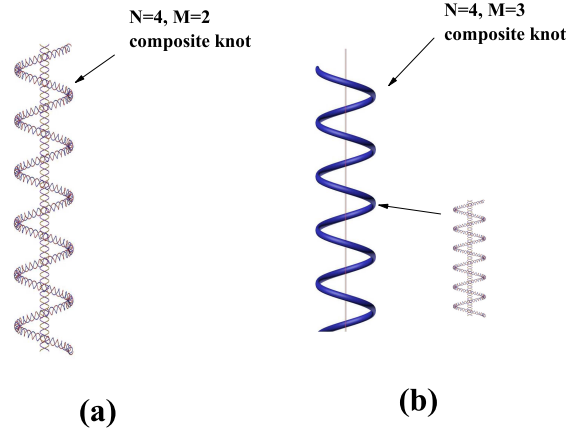 N=4, M=2
composite knot
N=4, M=3
composite knot
(a)
(b)